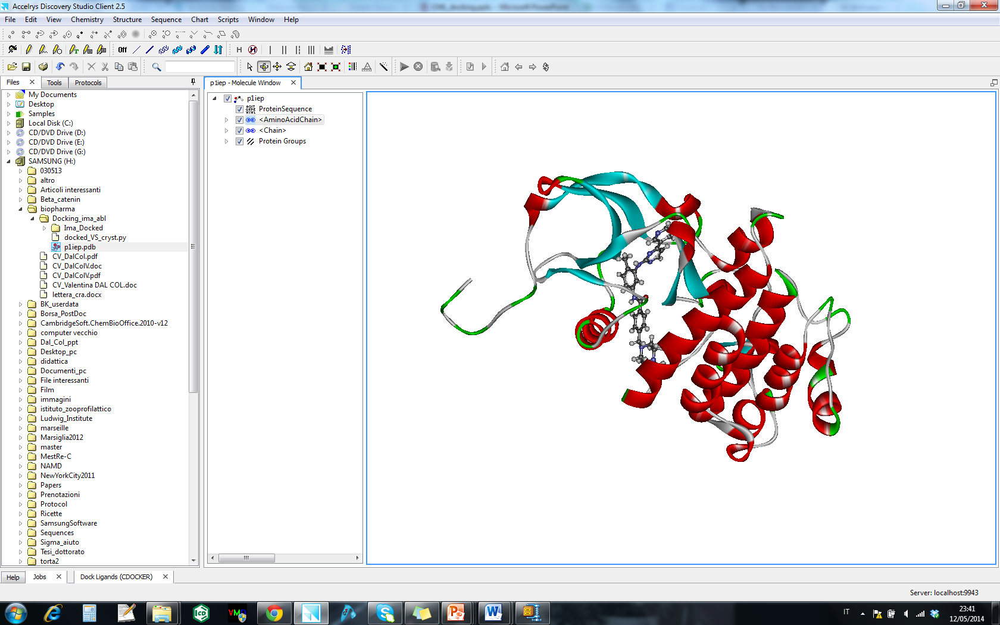 Accelrys Discovery Studio Client 2.5
File Edit View Chemistry Structure Sequence Chart Scripts Window Help
Off
H H
Files Tools Protocols
p1iep - Molecule Window
My Documents
Desktop
Samples
Local Disk (C:)
CD/DVD Drive (D:)
CD/DVD Drive (E:)
CD/DVD Drive (G:)
SAMSUNG (H:)
030513
altro
Articoli interessanti
Beta_catenin
biopharma
Docking_ima_abl
Ima_Docked
docked_VS_cryst.py
p1iep.pdb
CV_DalCol.pdf
CV_DalColV.doc
CV_DalColV.pdf
CV_Valentina DAL COL.doc
lettera_cra.docx
BK_userdata
Borsa_PostDoc
CambridgeSoft.ChemBioOffice.2010-v12
computer vecchio
Dal_Col_ppt
Desktop_pc
didattica
Documenti_pc
File interessanti
Film
immagini
istituto_zooprofilattico
Ludwig_Institute
marseille
Marsiglia2012
master
MestRe-C
NAMD
NewYorkCity2011
Papers
Prenotazioni
Protocol
Ricette
SamsungSoftware
Sequences
Sigma_aiuto
Tesi_dottorato
torta2
p1iep
ProteinSequence
<AminoAcidChain>
<Chain>
Protein Groups
Help Jobs Dock Ligands (CDOCKER)
Server: localhost:9943
IT
23:41
12/05/2014